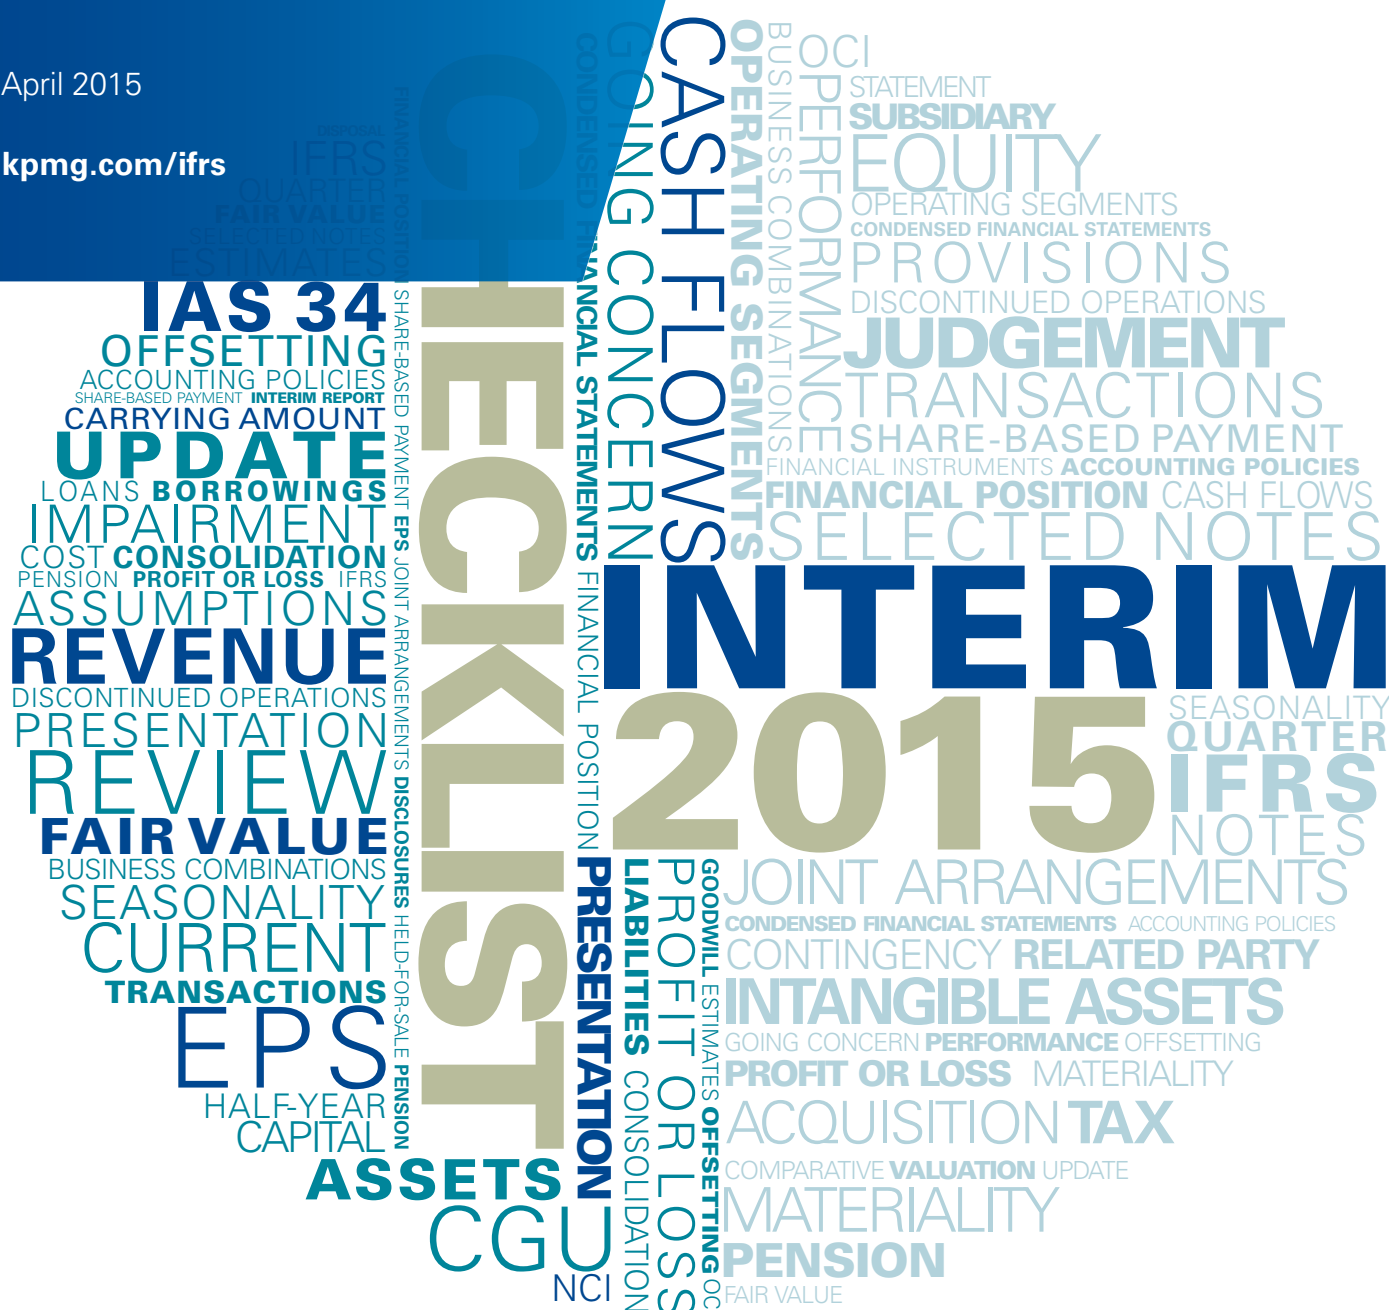 April 2015
kpmg.com/ifrs
DISPOSAL
IFRS
QUARTER
FAIR VALUE
SELECTED NOTES
ESTIMATES
IAS 34
OFFSETTING
ACCOUNTING POLICIES
SHARE-BASED PAYMENT INTERIM REPORT
CARRYING AMOUNT
UPDATE
LOANS BORROWINGS
IMPAIRMENT
COST CONSOLIDATION
PENSION PROFIT OR LOSS IFRS
ASSUMPTIONS
REVENUE
DISCONTINUED OPERATIONS
PRESENTATION
REVIEW
FAIR VALUE
BUSINESS COMBINATIONS
SEASONALITY
CURRENT
TRANSACTIONS
EPS
HALF-YEAR
CAPITAL
ASSETS
CGU
NCI
FINANCIAL POSITION SHARE-BASED PAYMENT EPS JOINT ARRANGEMENTS DISCLOSURES HELD-FOR-SALE PENSION
CHECKLIST
CONDENSED FINANCIAL STATEMENTS FINANCIAL POSITION PRESENTATION
GOING CONCERN
CASH FLOWS
OPERATING SEGMENTS
BUSINESS COMBINATIONS
PERFORMANCE
OCI
STATEMENT
SUBSIDIARY
EQUITY
OPERATING SEGMENTS
CONDENSED FINANCIAL STATEMENTS
PROVISIONS
DISCONTINUED OPERATIONS
JUDGEMENT
TRANSACTIONS
SHARE-BASED PAYMENT
FINANCIAL INSTRUMENTS ACCOUNTING POLICIES
FINANCIAL POSITION CASH FLOWS
SELECTED NOTES
INTERIM
2015
SEASONALITY
QUARTER
IFRS
NOTES
LIABILITIES CONSOLIDATION
PROFIT OR LOSS
GOODWILL ESTIMATES OFFSETTING OC
JOINT ARRANGEMENTS
CONDENSED FINANCIAL STATEMENTS ACCOUNTING POLICIES
CONTINGENCY RELATED PARTY
INTANGIBLE ASSETS
GOING CONCERN PERFORMANCE OFFSETTING
PROFIT OR LOSS MATERIALITY
ACQUISITION TAX
COMPARATIVE VALUATION UPDATE
MATERIALITY
PENSION
FAIR VALUE